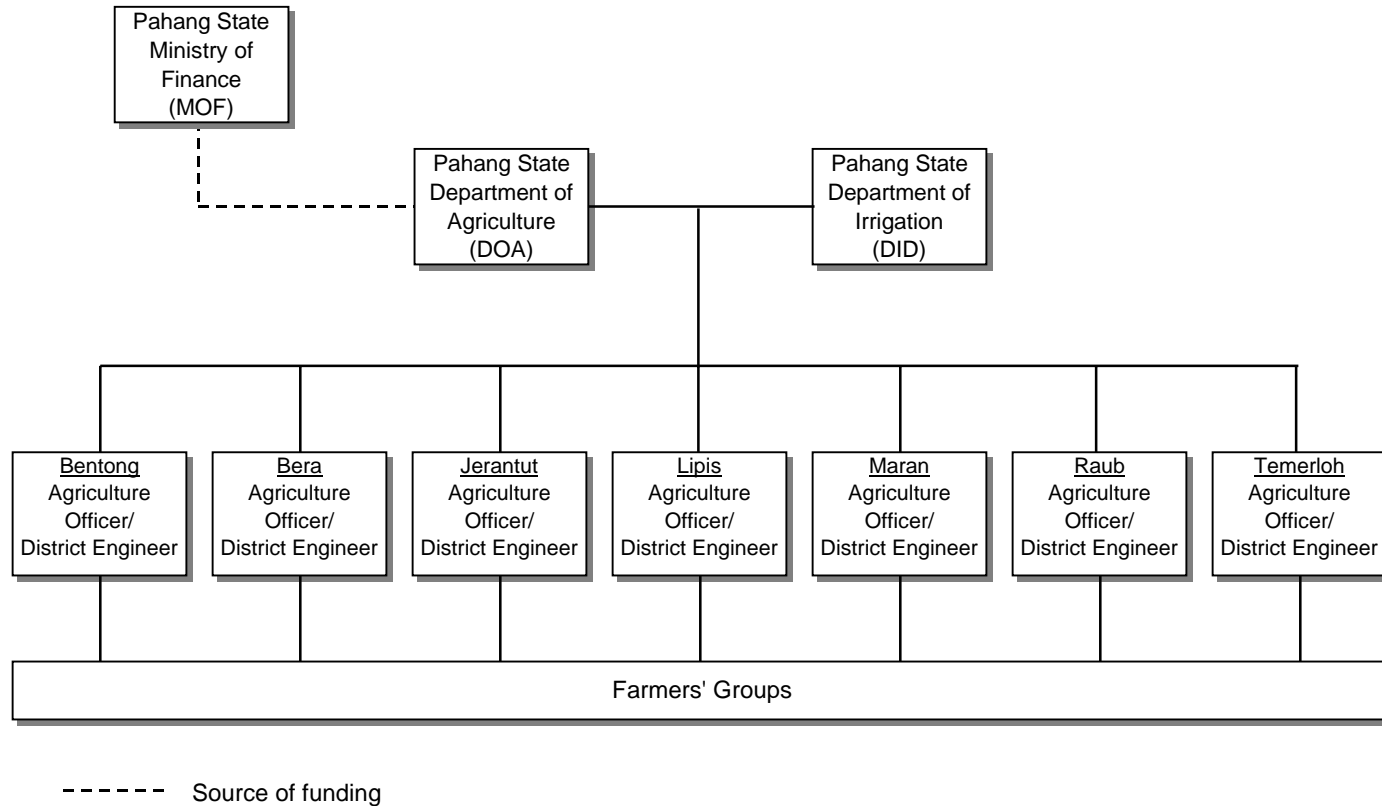 Pahang State
Ministry of
Finance
(MOF)
Pahang State
Department of
Agriculture
(DOA)
Pahang State
Department of
Irrigation
(DID)
Bentong
Agriculture
Officer/
District Engineer
Bera
Agriculture
Officer/
District Engineer
Jerantut
Agriculture
Officer/
District Engineer
Lipis
Agriculture
Officer/
District Engineer
Maran
Agriculture
Officer/
District Engineer
Raub
Agriculture
Officer/
District Engineer
Temerloh
Agriculture
Officer/
District Engineer
Farmers' Groups
Source of funding